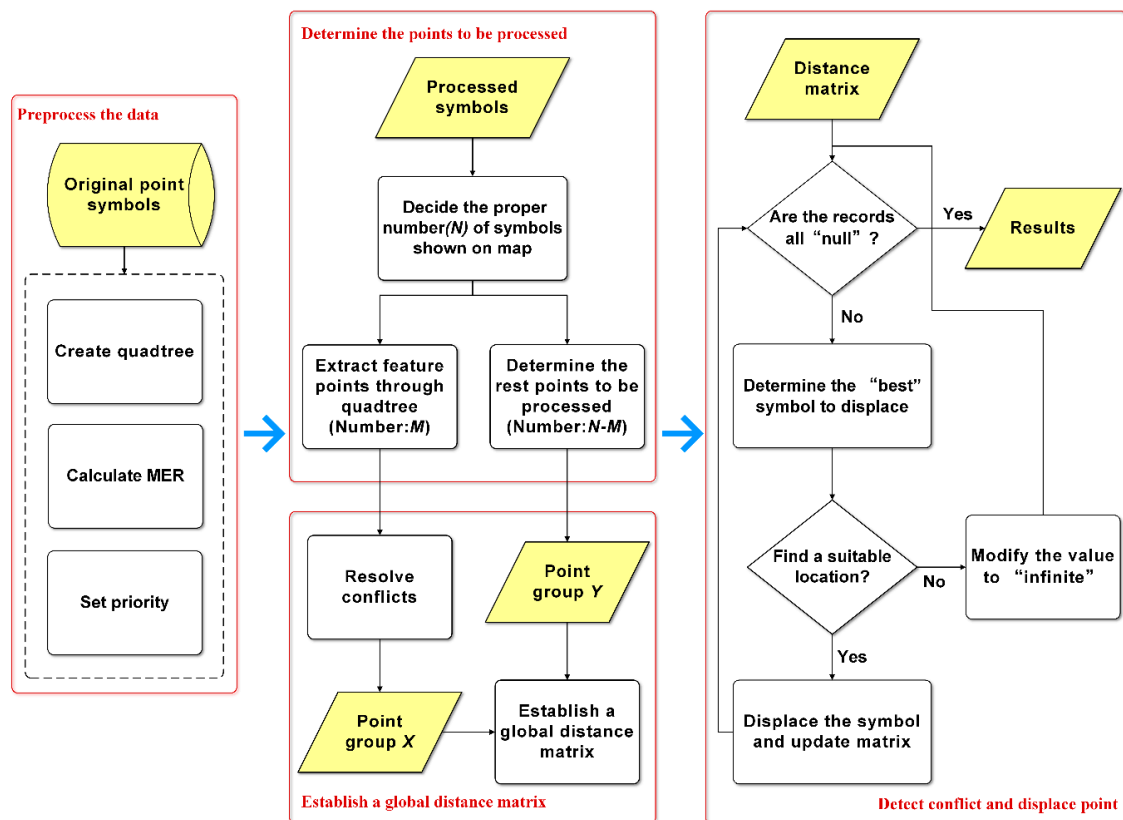 Preprocess the data
Original point
symbols
Create quadtree
Calculate MER
Set priority
Determine the points to be processed
Processed
symbols
Decide the proper
number(N) of symbols
shown on map
Extract feature
points through
quadtree
(Number:M)
Determine the
rest points to be
processed
(Number:N-M)
Resolve
conflicts
Point
group Y
Point
group X
Establish a
global distance
matrix
Establish a global distance matrix
Distance
matrix
Are the records
all “null” ?
Yes
Results
No
Determine the “best”
symbol to displace
Find a suitable
location?
No
Modify the value
to “infinite”
Yes
Displace the symbol
and update matrix
Detect conflict and displace point